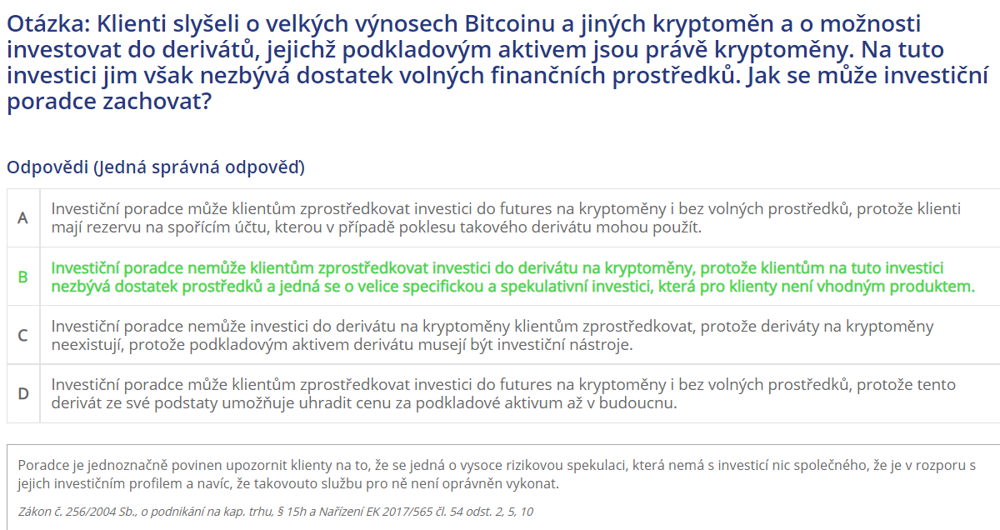 Otázka: Klienti slyšeli o velkých výnosech Bitcoinu a jiných kryptoměn a o možnosti
investovat do derivátů, jejichž podkladovým aktivem jsou právě kryptoměny. Na tuto
investici jim však nezbývá dostatek volných finančních prostředků. Jak se může investiční
poradce zachovat?
Odpovědi (Jedná správná odpověď)
A
Investiční poradce může klientům zprostředkovat investici do futures na kryptoměny i bez volných prostředků, protože klienti
mají rezervu na spořícím účtu, kterou v případě poklesu takového derivátu mohou použít.
B
Investiční poradce nemůže klientům zprostředkovat investici do derivátu na kryptoměny, protože klientům na tuto investici
nezbývá dostatek prostředků a jedná se o velice specifickou a spekulativní investici, která pro klienty není vhodným produktem.
C
Investiční poradce nemůže investici do derivátu na kryptoměny klientům zprostředkovat, protože deriváty na kryptoměny
neexistují, protože podkladovým aktivem derivátu musejí být investiční nástroje.
D
Investiční poradce může klientům zprostředkovat investici do futures na kryptoměny i bez volných prostředků, protože tento
derivát ze své podstaty umožňuje uhradit cenu za podkladové aktivum až v budoucnu.
Poradce je jednoznačně povinen upozornit klienty na to, že se jedná o vysoce rizikovou spekulaci, která nemá s investicí nic společného, že je v rozporu s
jejich investičním profilem a navíc, že takovouto službu pro ně není oprávněn vykonat.
Zákon č. 256/2004 Sb., o podnikání na kap. trhu, § 15h a Nařízení EK 2017/565 čl. 54 odst. 2, 5, 10